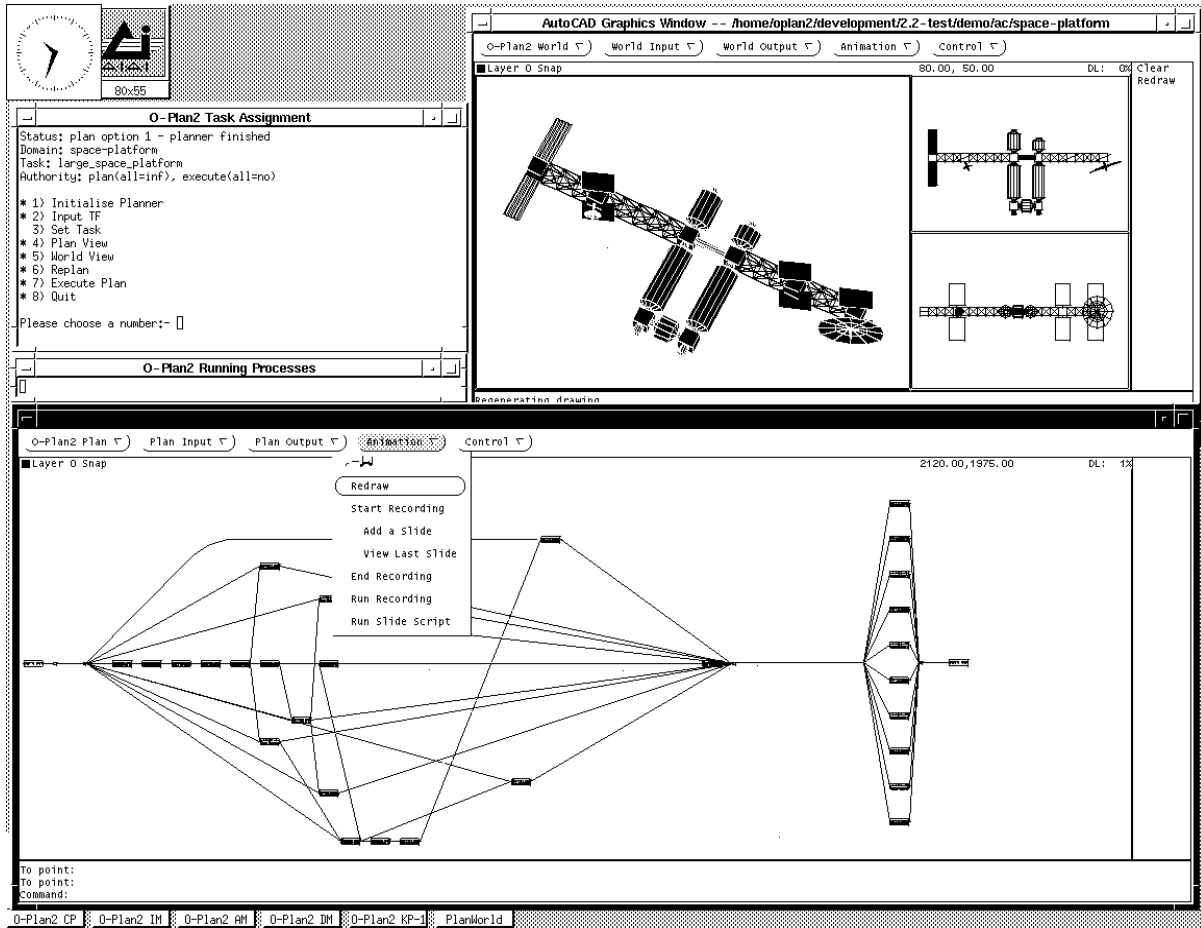 AIAI
80x55
O-Plan2 Task Assignment
Status: plan option 1 - planner finished
Domain: space-platform
Task: large_space_platform
Authority: plan(all=inf), execute(all=no)
* 1) Initialise Planner
* 2) Input TF
3) Set Task
* 4) Plan View
* 5) World View
* 6) Replan
* 7) Execute Plan
* 8) Quit
Please choose a number:-
O-Plan2 Running Processes
AutoCAD Graphics Window -- /home/oplan2/development/2.2-test/demo/ac/space-platform
O-Plan2 World World Input World Output Animation Control
Layer 0 Snap 80.00, 50.00 DL: 0% Clear
Redraw
Regenerating drawing
O-Plan2 Plan Plan Input Plan Output Animation Control
Layer 0 Snap 2120.00,1975.00 DL: 1%
Redraw
Start Recording
Add a Slide
View Last Slide
End Recording
Run Recording
Run Slide Script
To point:
To point:
Command:
O-Plan2 CP O-Plan2 IM O-Plan2 AM O-Plan2 DM O-Plan2 KP-1 PlanWorld